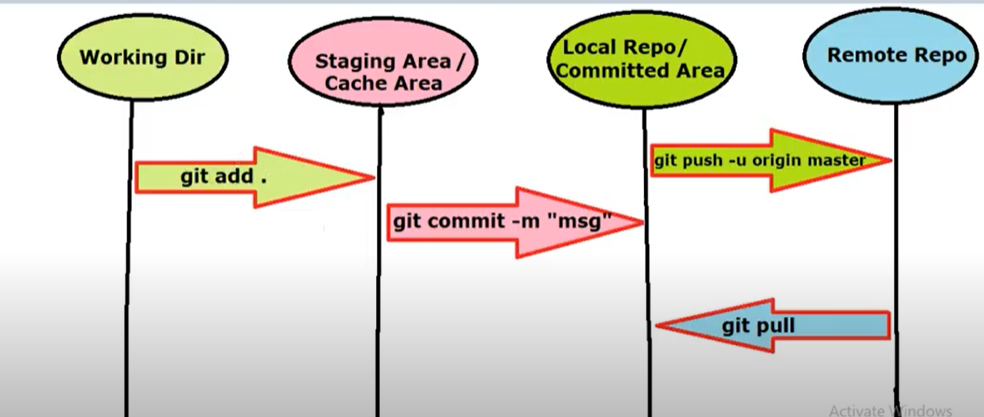 Working Dir
Staging Area /
Cache Area
Local Repo/
Committed Area
Remote Repo
git add .
git commit -m "msg"
git push -u origin master
git pull
Activate Windows